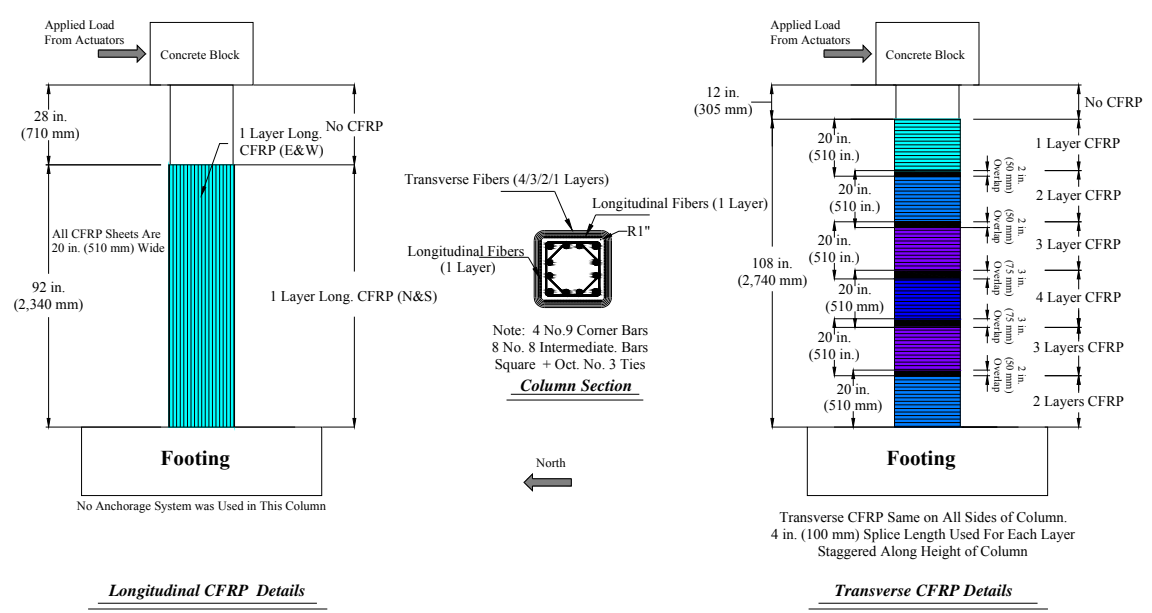 Applied Load
From Actuators
Concrete Block
28 in.
(710 mm)
No CFRP
1 Layer Long.
CFRP (E&W)
All CFRP Sheets Are
20 in. (510 mm) Wide
92 in.
(2,340 mm)
1 Layer Long. CFRP (N&S)
Footing
No Anchorage System was Used in This Column
Longitudinal CFRP Details
Transverse Fibers (4/3/2/1 Layers)
Longitudinal Fibers (1 Layer)
R1"
Longitudinal Fibers
(1 Layer)
Note: 4 No.9 Corner Bars
8 No. 8 Intermediate. Bars
Square + Oct. No. 3 Ties
Column Section
North
Applied Load
From Actuators
Concrete Block
12 in.
(305 mm)
No CFRP
20 in.
(510 in.)
1 Layer CFRP
2 in.
(50 mm)
Overlap
20 in.
(510 in.)
2 Layer CFRP
2 in.
(50 mm)
Overlap
20 in.
(510 in.)
3 Layer CFRP
108 in.
(2,740 mm)
3 in.
(75 mm)
Overlap
20 in.
(510 mm)
4 Layer CFRP
3 in.
(75 mm)
Overlap
20 in.
(510 in.)
3 Layers CFRP
2 in.
(50 mm)
Overlap
20 in.
(510 mm)
2 Layers CFRP
Footing
Transverse CFRP Same on All Sides of Column.
4 in. (100 mm) Splice Length Used For Each Layer
Staggered Along Height of Column
Transverse CFRP Details